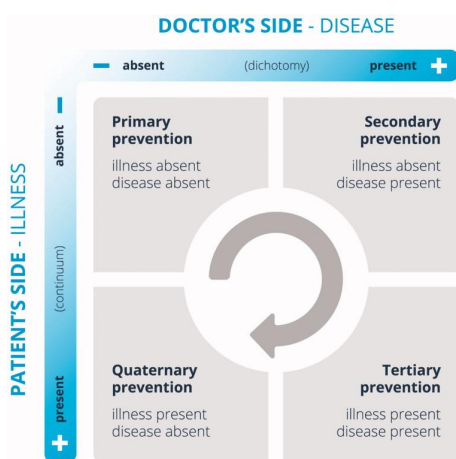 DOCTOR'S SIDE - DISEASE
− absent (dichotomy) present +
PATIENT'S SIDE - ILLNESS
− absent (continuum) present +
Primary
prevention
illness absent
disease absent
Secondary
prevention
illness absent
disease present
Quaternary
prevention
illness present
disease absent
Tertiary
prevention
illness present
disease present